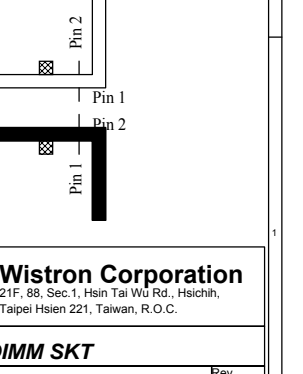 Pin 2
Pin 1
Pin 2
Pin 1
1
Wistron Corporation
21F, 88, Sec.1, Hsin Tai Wu Rd., Hsichih,
Taipei Hsien 221, Taiwan, R.O.C.
DIMM SKT
Rev